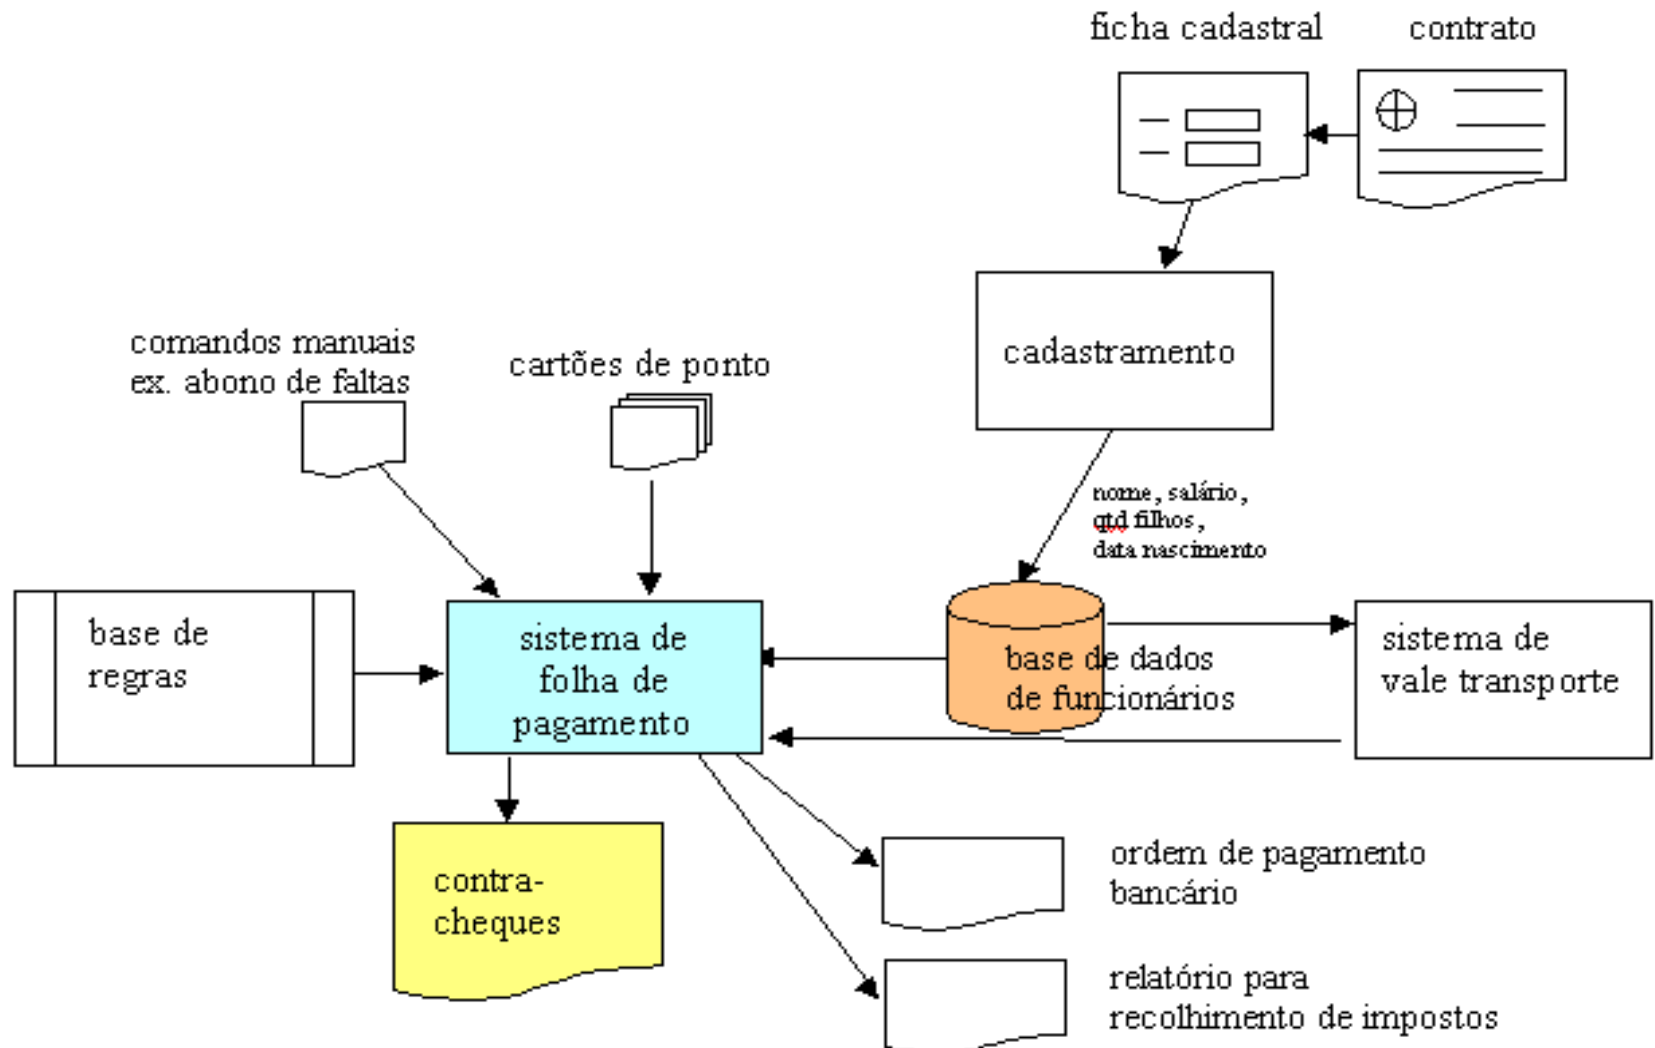 ficha cadastral
contrato
cadastramento
comandos manuais
ex. abono de faltas
cartões de ponto
nome, salário,
qtd filhos,
data nascimento
base de
regras
sistema de
folha de
pagamento
base de dados
de funcionários
sistema de
vale transporte
contra-
cheques
ordem de pagamento
bancário
relatório para
recolhimento de impostos